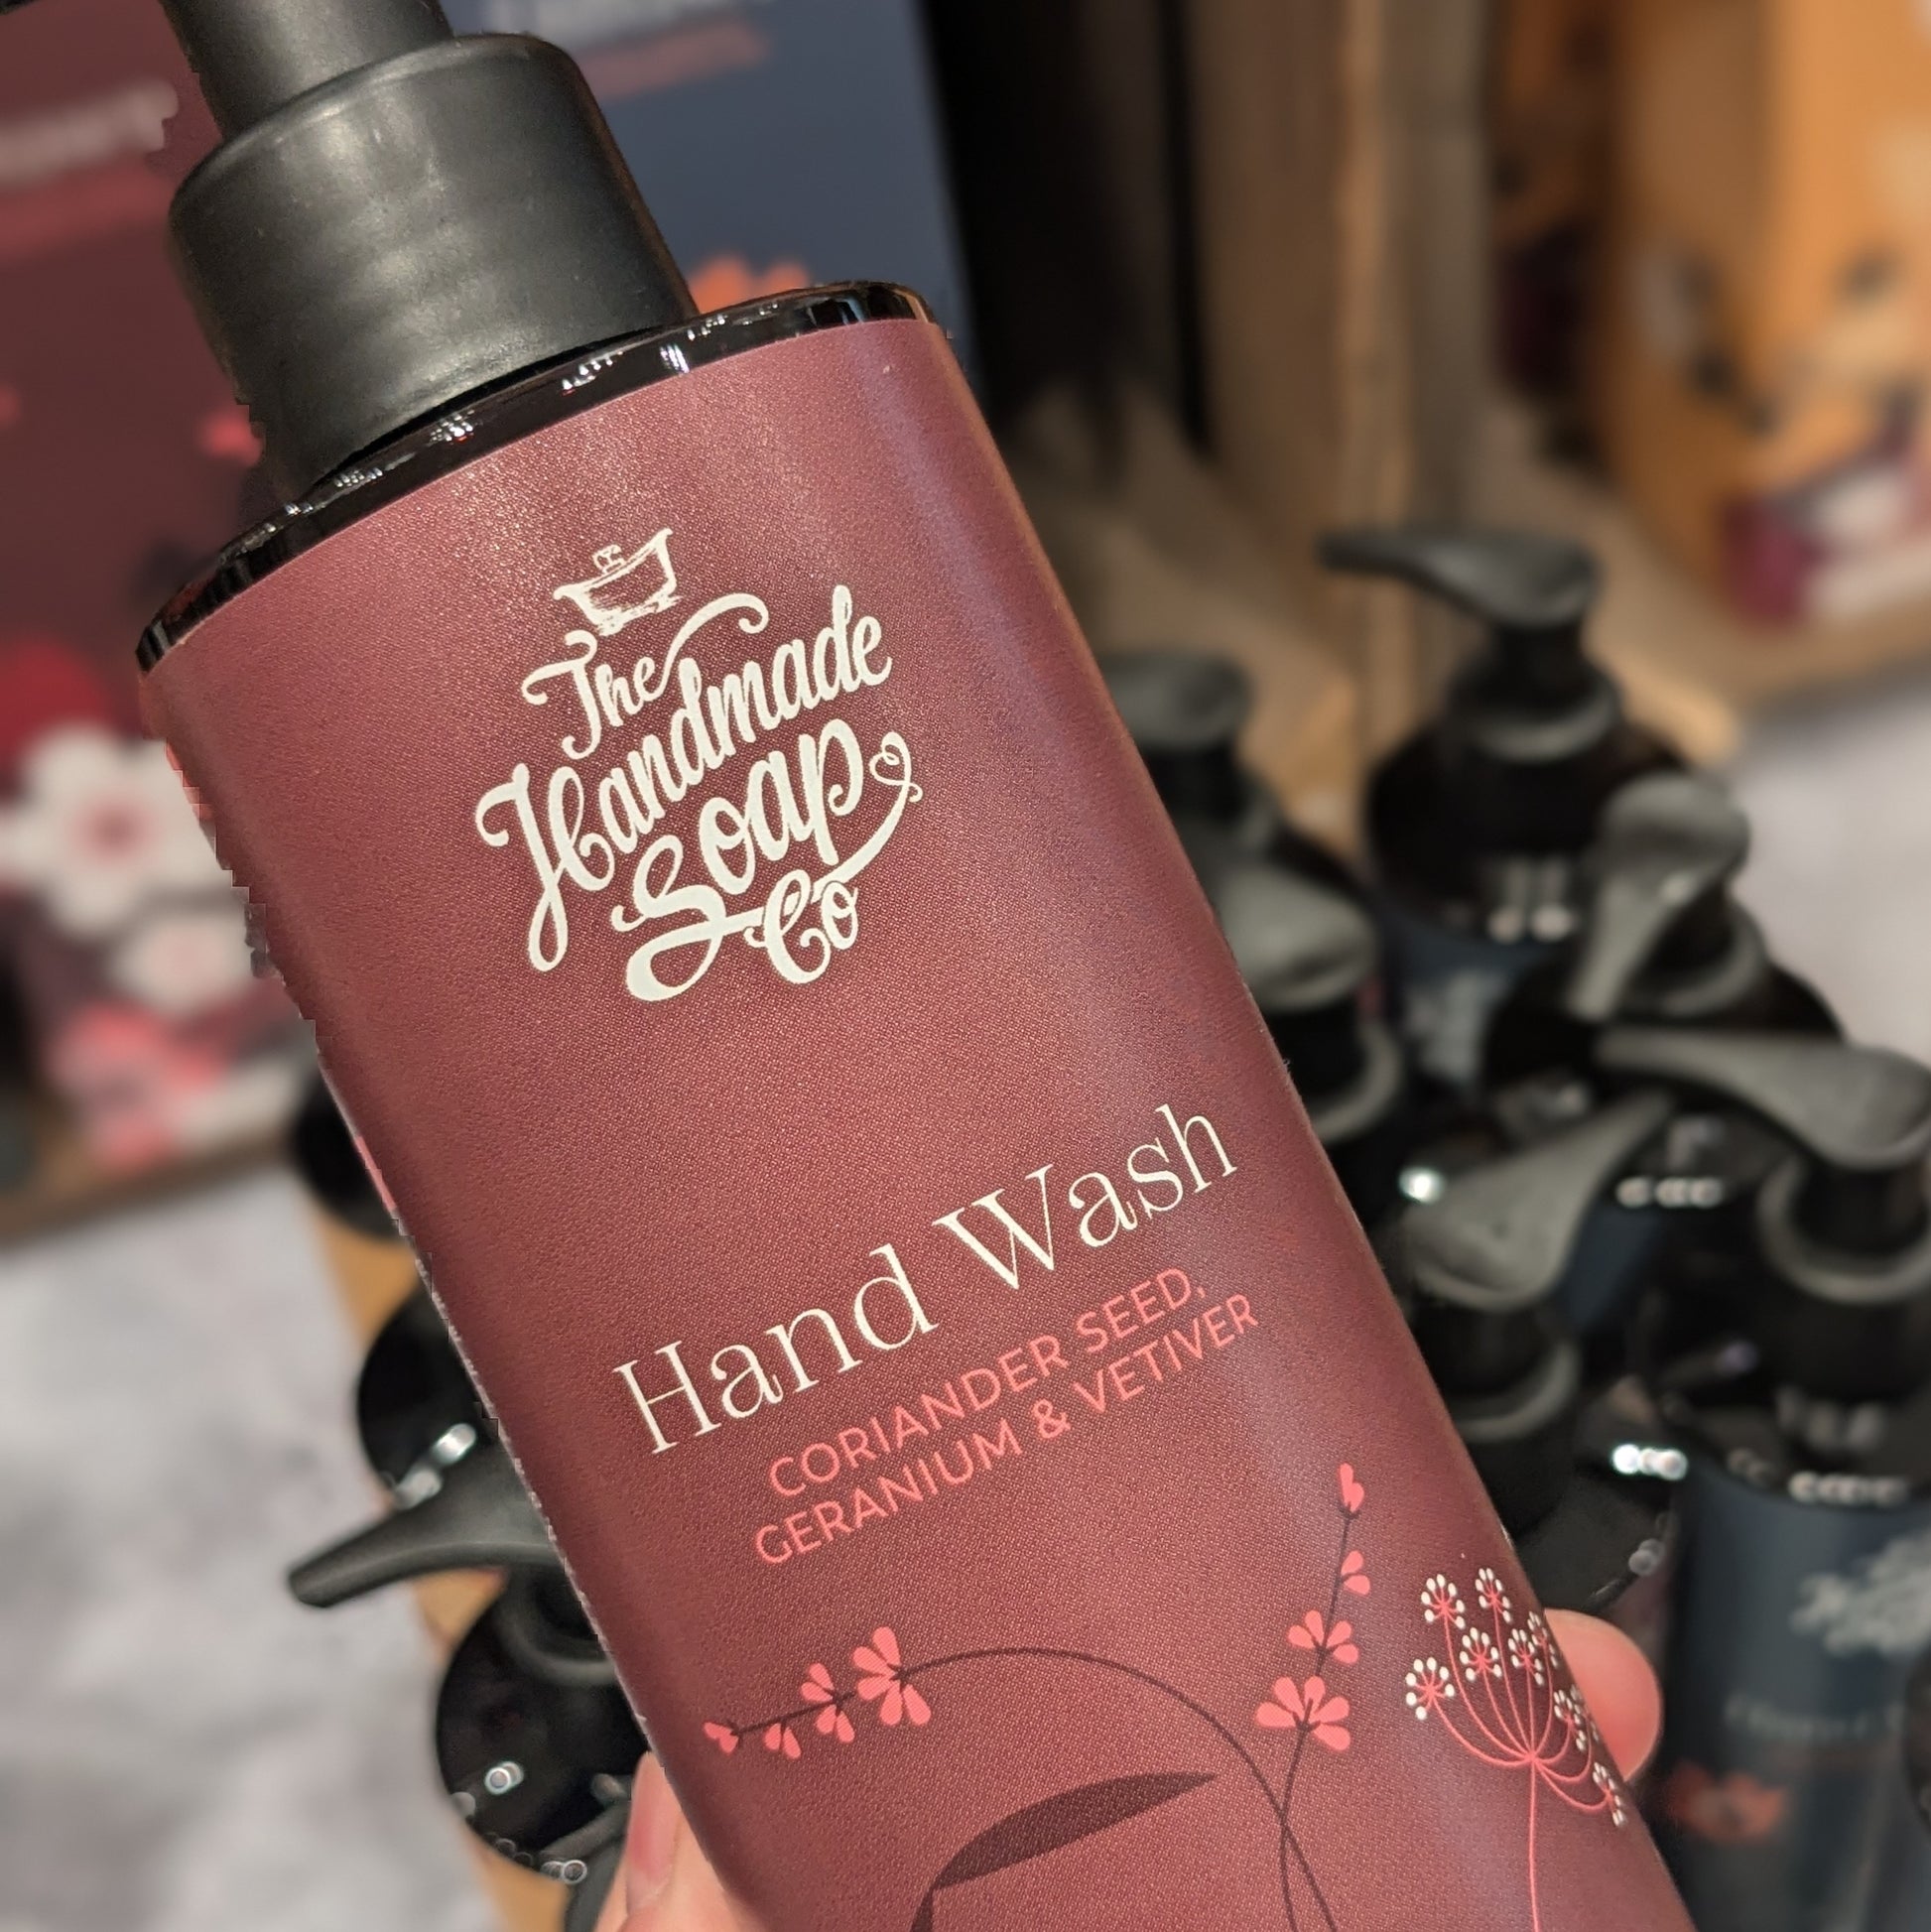 The
Handmade
Soap
Co
Hand Wash
CORIANDER SEED,
GERANIUM & VETIVER